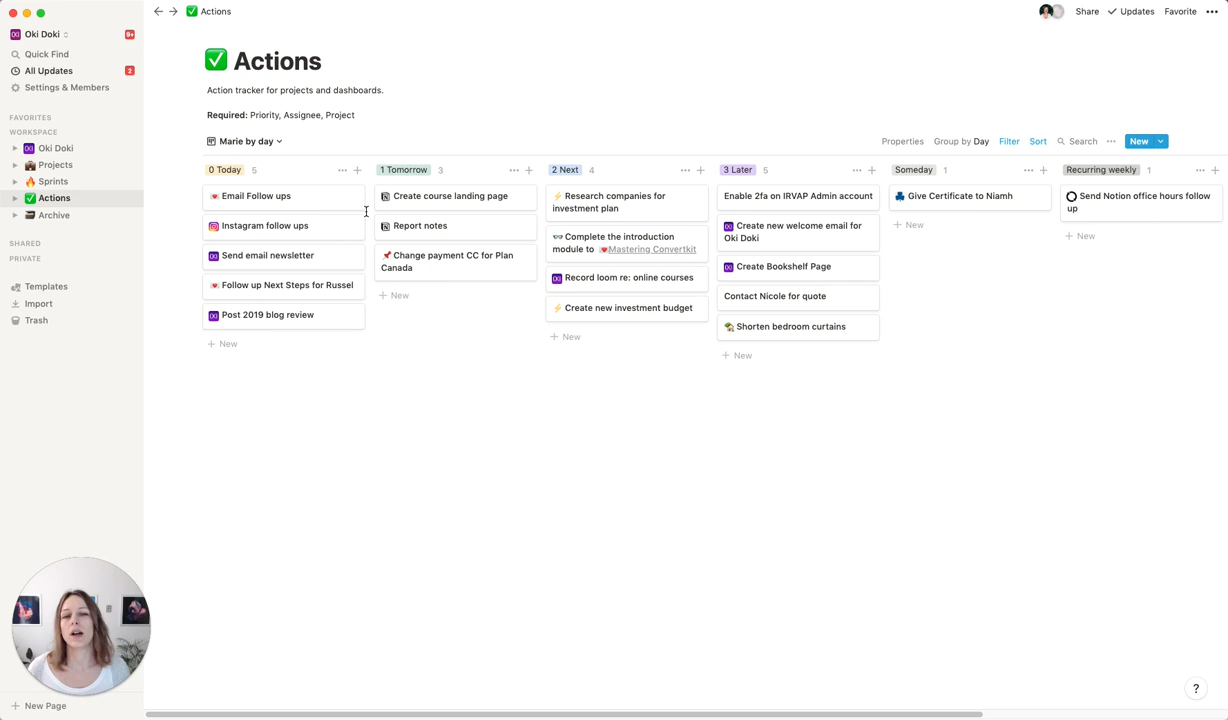 Actions
Share
Updates
Favorite
Oki Doki
9+
Quick Find
All Updates
2
Settings & Members
FAVORITES
WORKSPACE
Oki Doki
Projects
Sprints
Actions
Archive
SHARED
PRIVATE
Templates
Import
Trash
New Page
Actions
Action tracker for projects and dashboards.
Required: Priority, Assignee, Project
Marie by day
Properties
Group by Day
Filter
Sort
Search
New
0 Today 5
Email Follow ups
Instagram follow ups
Send email newsletter
Follow up Next Steps for Russel
Post 2019 blog review
+ New
1 Tomorrow 3
Create course landing page
Report notes
Change payment CC for Plan
Canada
+ New
2 Next 4
Research companies for
investment plan
Complete the introduction
module to Mastering Convertkit
Record loom re: online courses
Create new investment budget
+ New
3 Later 5
Enable 2fa on IRVAP Admin account
Create new welcome email for
Oki Doki
Create Bookshelf Page
Contact Nicole for quote
Shorten bedroom curtains
+ New
Someday 1
Give Certificate to Niamh
+ New
Recurring weekly 1
Send Notion office hours follow
up
+ New
?